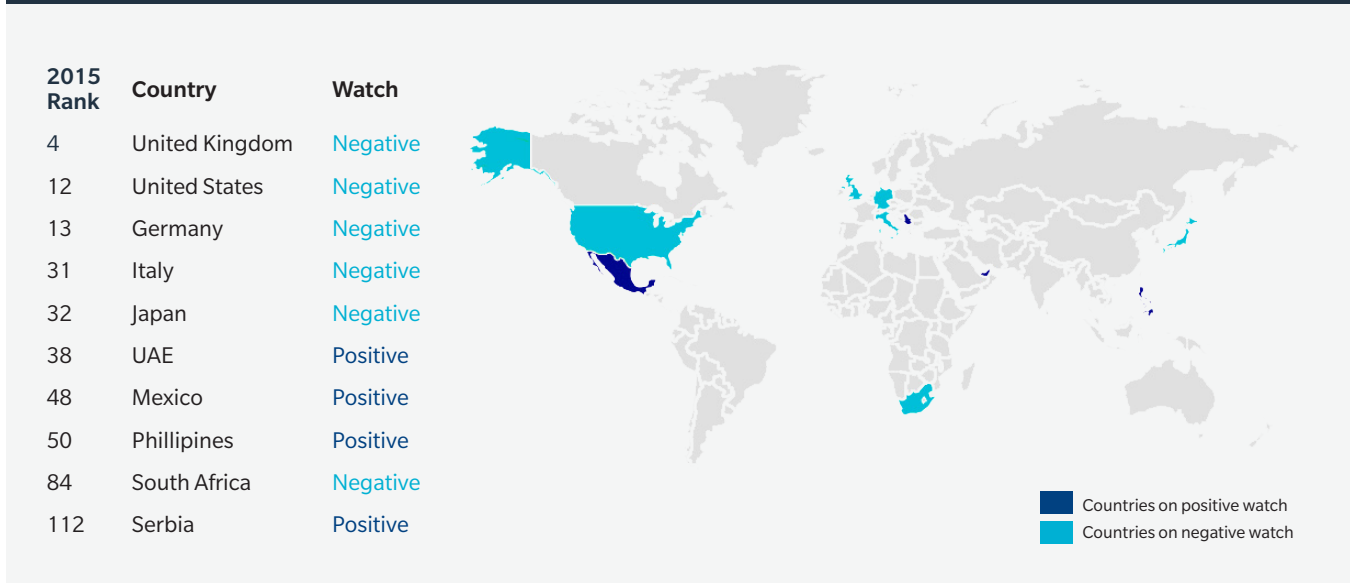 2015
Rank Country Watch
4 United Kingdom Negative
12 United States Negative
13 Germany Negative
31 Italy Negative
32 Japan Negative
38 UAE Positive
48 Mexico Positive
50 Phillipines Positive
84 South Africa Negative
112 Serbia Positive
Countries on positive watch
Countries on negative watch